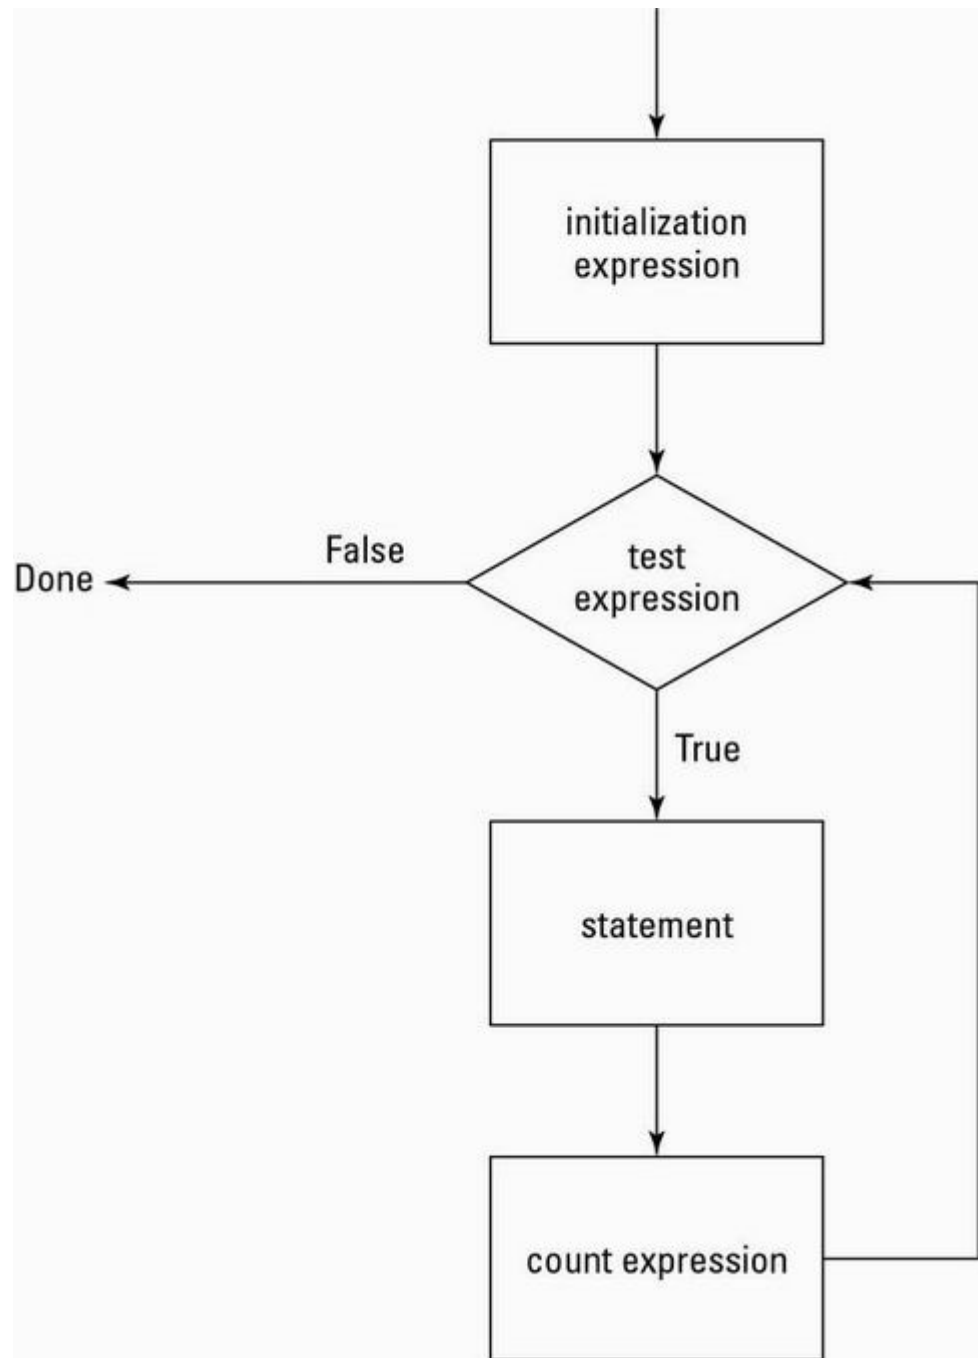 initialization
expression
test
expression
False
Done
True
statement
count expression